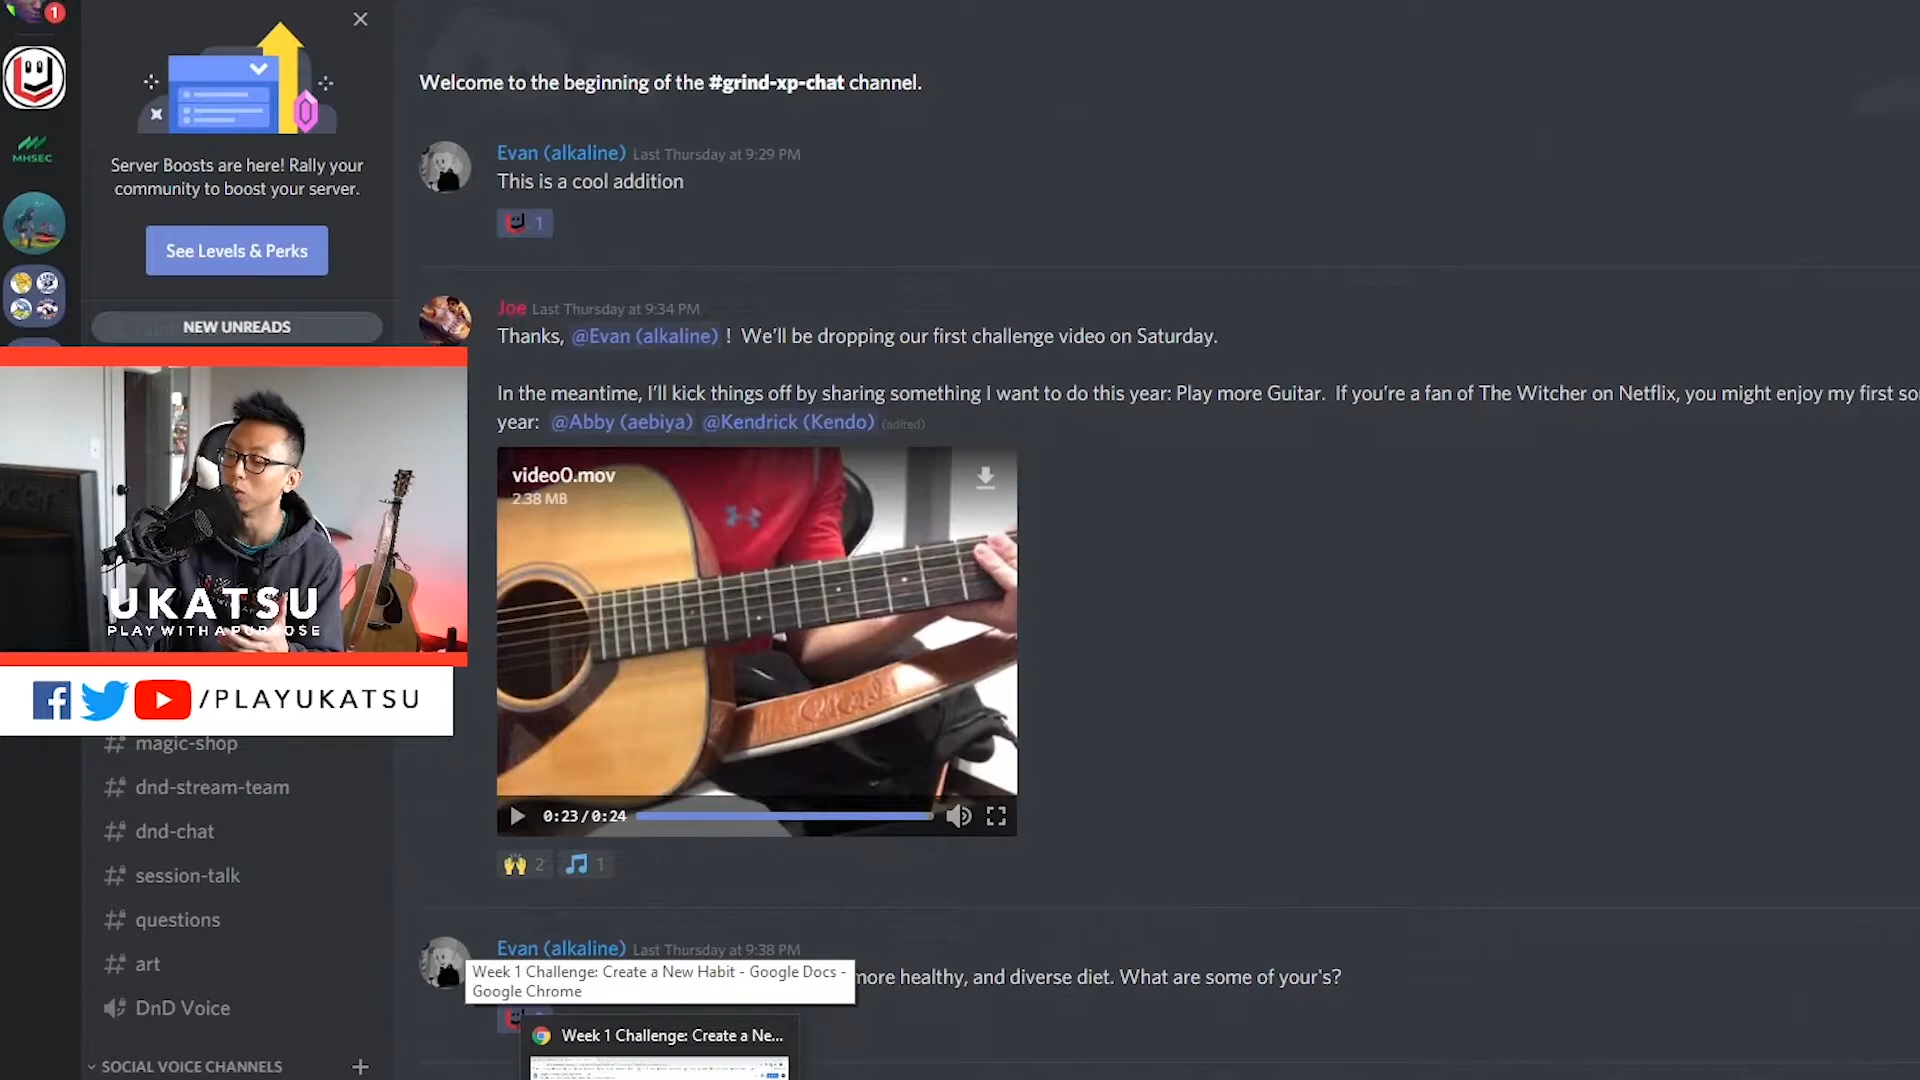 1
Welcome to the beginning of the #grind-xp-chat channel.
Evan (alkaline) Last Thursday at 9:29 PM
This is a cool addition
1
MHSEC
Server Boosts are here! Rally your
community to boost your server.
See Levels & Perks
NEW UNREADS
Joe Last Thursday at 9:34 PM
Thanks, @Evan (alkaline) ! We'll be dropping our first challenge video on Saturday.
In the meantime, I'll kick things off by sharing something I want to do this year: Play more Guitar. If you're a fan of The Witcher on Netflix, you might enjoy my first
year: @Abby (aebiya) @Kendrick (Kendo) (edited)
video0.mov
2.38 MB
0:23/0:24
2
1
UKATSU
PLAY WITH A PURPOSE
/PLAYUKATSU
magic-shop
dnd-stream-team
dnd-chat
session-talk
questions
art
DnD Voice
SOCIAL VOICE CHANNELS
Evan (alkaline) Last Thursday at 9:38 PM
more healthy, and diverse diet. What are some of your's?
Week 1 Challenge: Create a New Habit - Google Docs -
Google Chrome
Week 1 Challenge: Create a Ne...